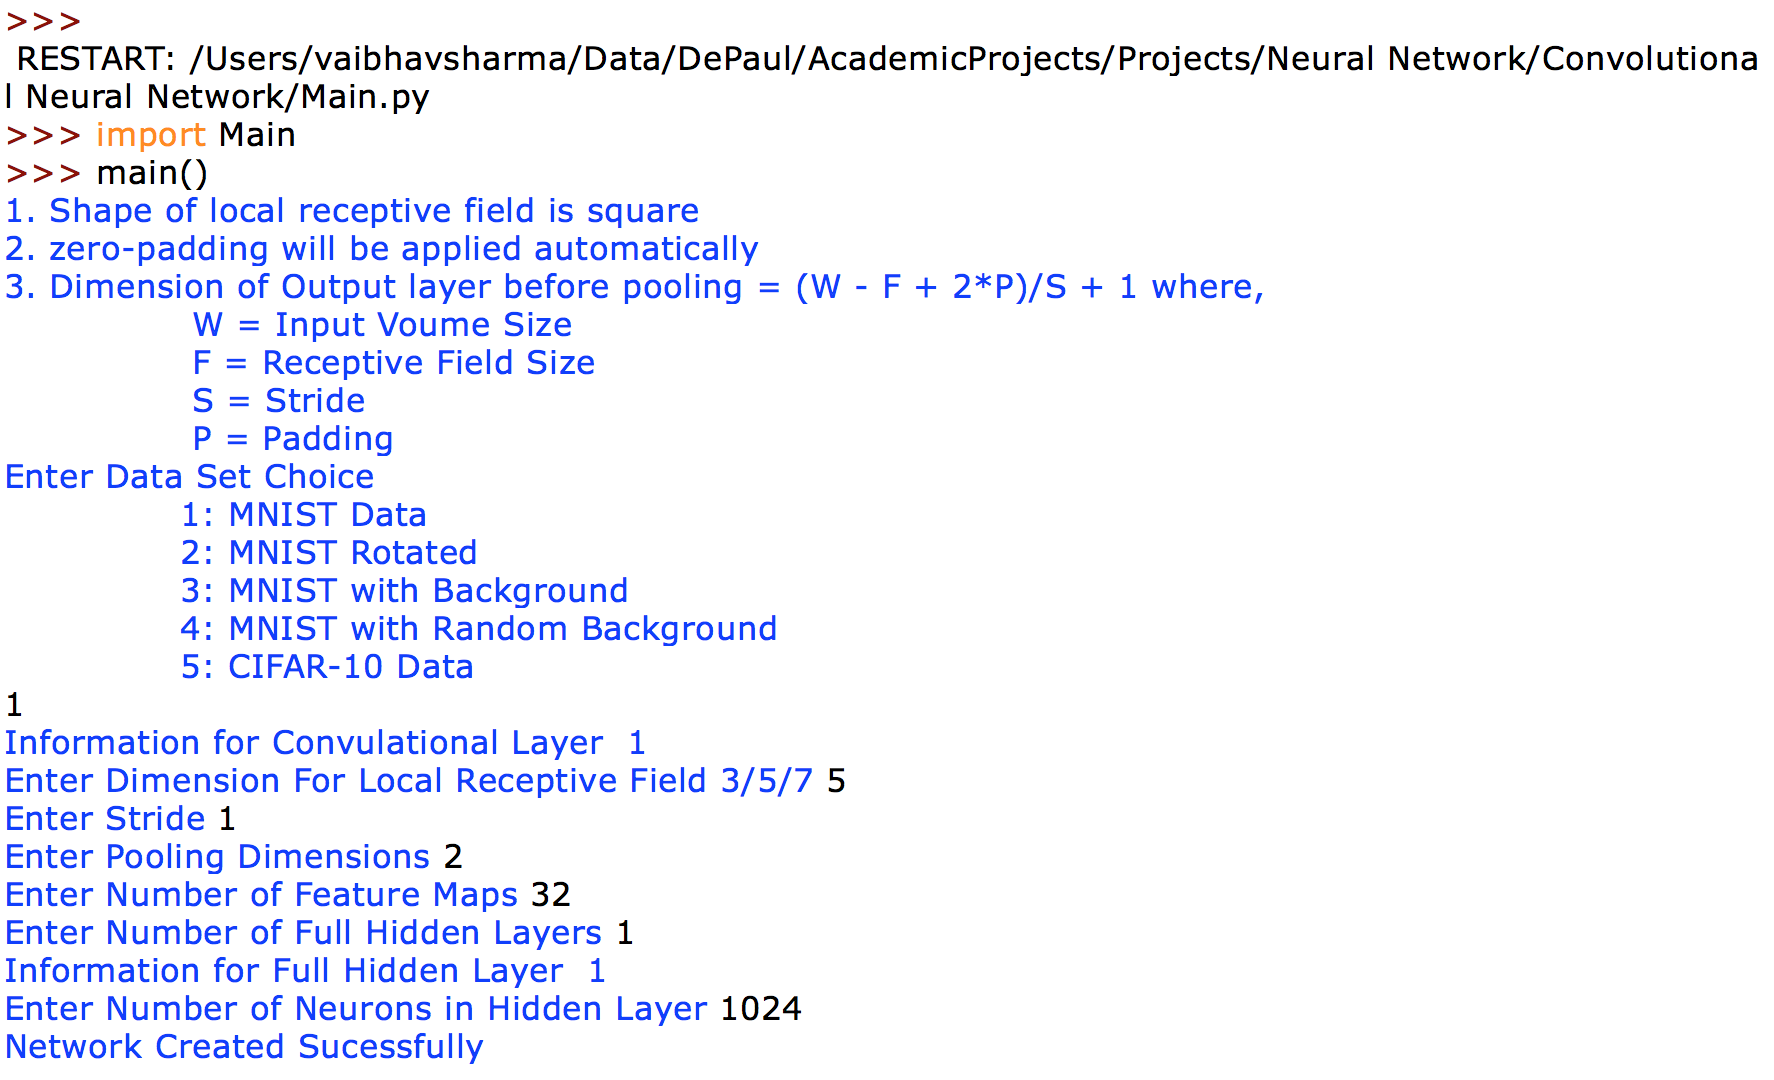 >>>
 RESTART: /Users/vaibhavsharma/Data/DePaul/AcademicProjects/Projects/Neural Network/Convolutiona
l Neural Network/Main.py
>>> import Main
>>> main()
1. Shape of local receptive field is square
2. zero-padding will be applied automatically
3. Dimension of Output layer before pooling = (W - F + 2*P)/S + 1 where,
W = Input Voume Size
F = Receptive Field Size
S = Stride
P = Padding
Enter Data Set Choice
1: MNIST Data
2: MNIST Rotated
3: MNIST with Background
4: MNIST with Random Background
5: CIFAR-10 Data
1
Information for Convulational Layer  1
Enter Dimension For Local Receptive Field 3/5/7 5
Enter Stride 1
Enter Pooling Dimensions 2
Enter Number of Feature Maps 32
Enter Number of Full Hidden Layers 1
Information for Full Hidden Layer  1
Enter Number of Neurons in Hidden Layer 1024
Network Created Sucessfully